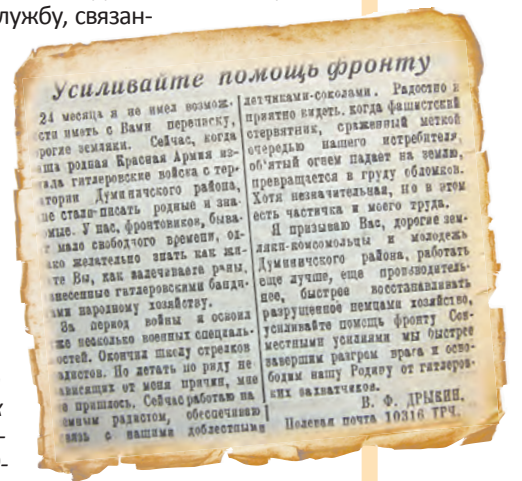 лужбу, связан-
Усиливайте помощь фронту
24 месяца я не имел возмож-
сти иметь с Вами переписку,
рогие земляки. Сейчас, когда
ша родная Красная Армия из-
ала гитлеровские войска с тер-
тории Думиничского района,
не стали писать родные и зна-
мые. У нас, фронтовиков, быва-
т мало свободного времени, од-
ако желательно знать как жи-
те Вы, как залечиваете раны,
несенные гитлеровскими банди-
ами народному хозяйству.
За период войны я освоил
же несколько военных специаль-
остей. Окончил школу стрелков
адистов. Но летать по ряду не
ависящих от меня причин, мне
е пришлось. Сейчас работаю на
емным радистом, обеспечиваю
вязь с нашими доблестными
летчиками-соколами. Радостно и
приятно видеть, когда фашистский
стервятник, сраженный меткой
очередью нашего истребителя,
об'ятый огнем падает на землю,
превращается в груду обломков.
Хотя незначительная, но в этом
есть частичка и моего труда.
Я призываю Вас, дорогие зем-
ляки-комсомольцы и молодежь
Думиничского района, работать
еще лучше, еще производитель-
нее, быстрее восстанавливать
разрушенное немцами хозяйство,
усиливайте помощь фронту Сов-
местными усилиями мы быстрее
завершим разгром врага и осво-
бодим нашу Родину от гитлеров-
ских захватчиков.
В. Ф. ДРЫКИН.
Полевая почта 10316 ТРЧ.